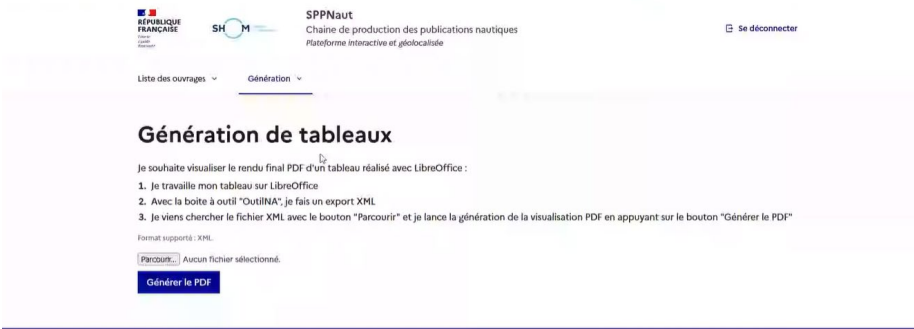 RÉPUBLIQUE
FRANÇAISE
SHOM
SPPNaut
Chaine de production des publications nautiques
Plateforme interactive et géolocalisée
Se déconnecter
Liste des ouvrages
Génération
Génération de tableaux
Je souhaite visualiser le rendu final PDF d'un tableau réalisé avec LibreOffice :
1. Je travaille mon tableau sur LibreOffice
2. Avec la boite à outil "OutilNA", je fais un export XML
3. Je viens chercher le fichier XML avec le bouton "Parcourir" et je lance la génération de la visualisation PDF en appuyant sur le bouton "Générer le PDF"
Format supporté : XML.
Parcourir... Aucun fichier sélectionné.
Générer le PDF